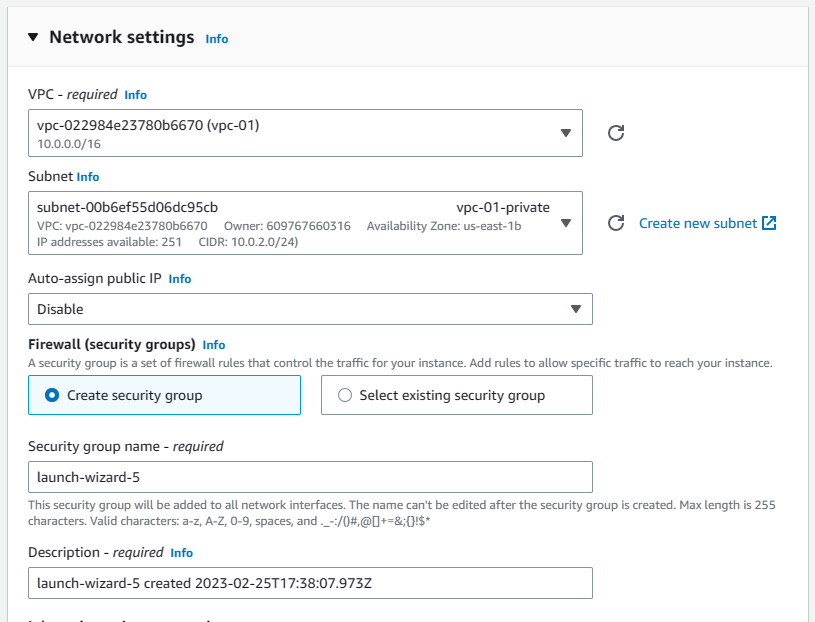 Network settings Info
VPC - required Info
vpc-022984e23780b6670 (vpc-01)
10.0.0.0/16
Subnet Info
subnet-00b6ef55d06dc95cb vpc-01-private
VPC: vpc-022984e23780b6670 Owner: 609767660316 Availability Zone: us-east-1b
IP addresses available: 251 CIDR: 10.0.2.0/24)
Create new subnet
Auto-assign public IP Info
Disable
Firewall (security groups) Info
A security group is a set of firewall rules that control the traffic for your instance. Add rules to allow specific traffic to reach your instance.
Create security group Select existing security group
Security group name - required
launch-wizard-5
This security group will be added to all network interfaces. The name can't be edited after the security group is created. Max length is 255
characters. Valid characters: a-z, A-Z, 0-9, spaces, and ._-:/()#,@[]+=&;{}!$*
Description - required Info
launch-wizard-5 created 2023-02-25T17:38:07.973Z